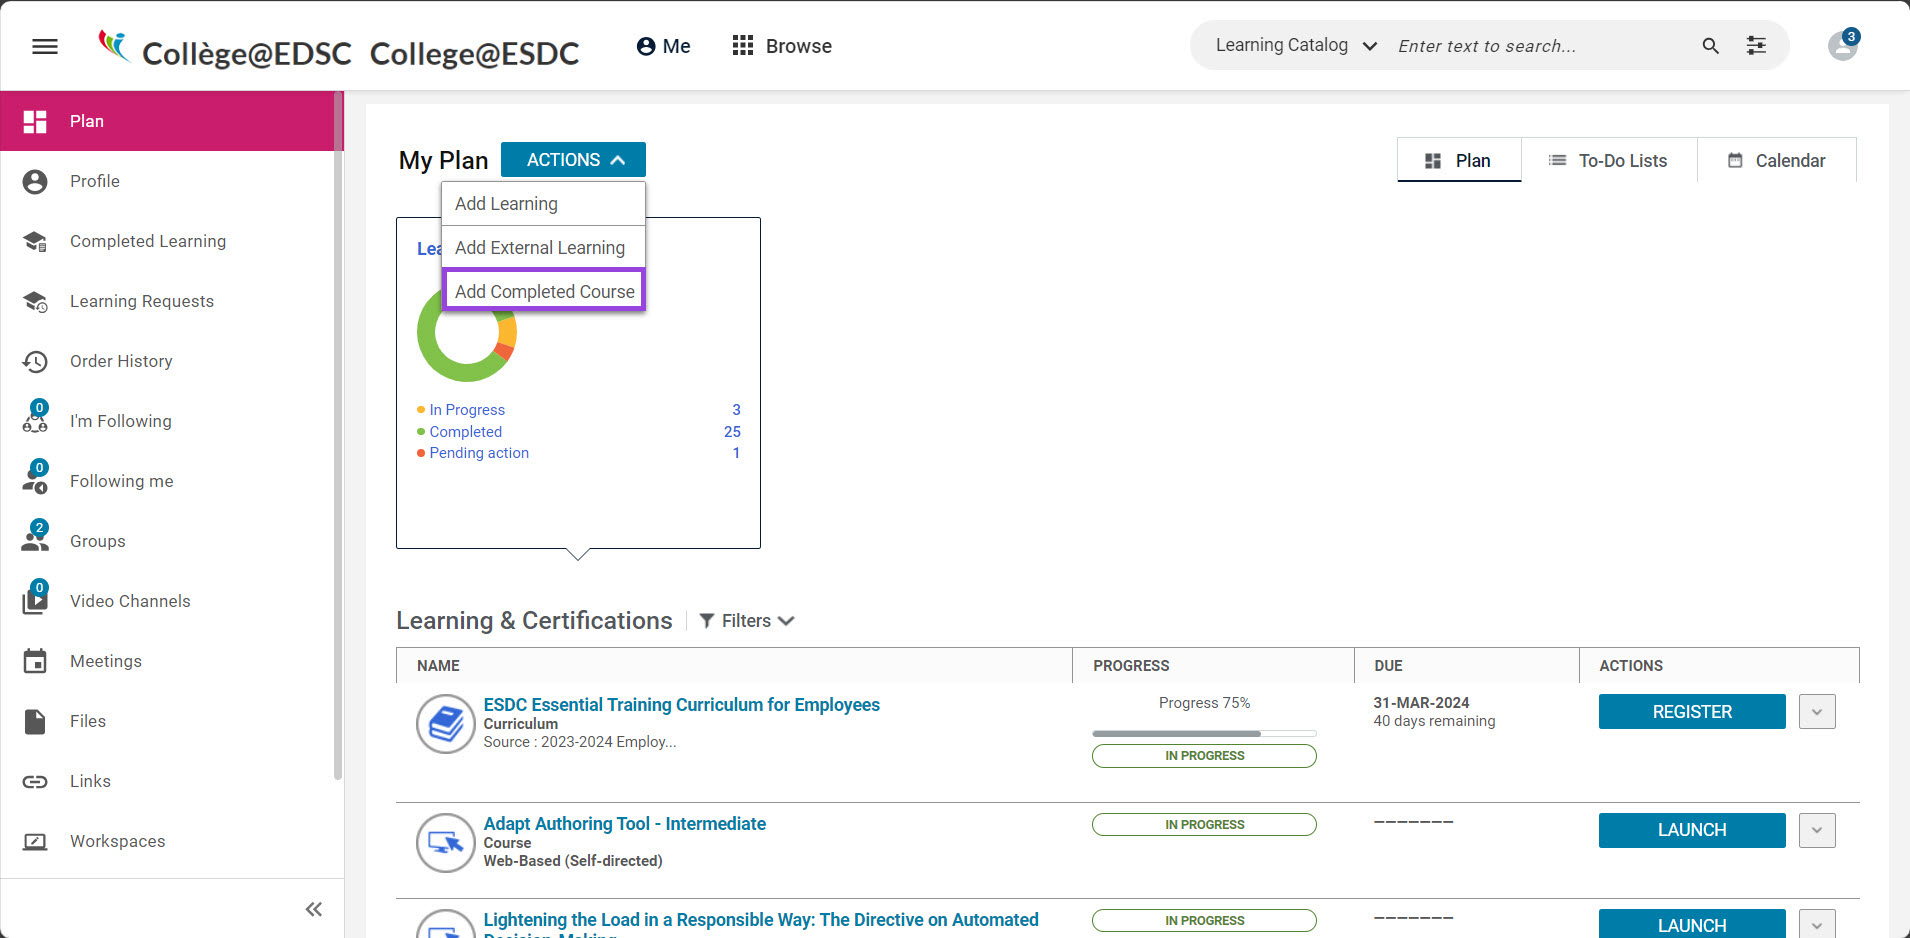 Collège@EDSC College@ESDC
Me
Browse
Learning Catalog
Enter text to search...
3
Plan
Profile
Completed Learning
Learning Requests
Order History
0
I'm Following
0
Following me
2
Groups
0
Video Channels
Meetings
Files
Links
Workspaces
My Plan
ACTIONS
Plan
To-Do Lists
Calendar
Add Learning
Add External Learning
Add Completed Course
Lea
In Progress 3
Completed 25
Pending action 1
Learning & Certifications
Filters
NAME PROGRESS DUE ACTIONS
ESDC Essential Training Curriculum for Employees
Curriculum
Source : 2023-2024 Employ...
Progress 75%
IN PROGRESS
31-MAR-2024
40 days remaining
REGISTER
Adapt Authoring Tool - Intermediate
Course
Web-Based (Self-directed)
IN PROGRESS
–––––––
LAUNCH
Lightening the Load in a Responsible Way: The Directive on Automated
Decision-Making
IN PROGRESS
–––––––
LAUNCH